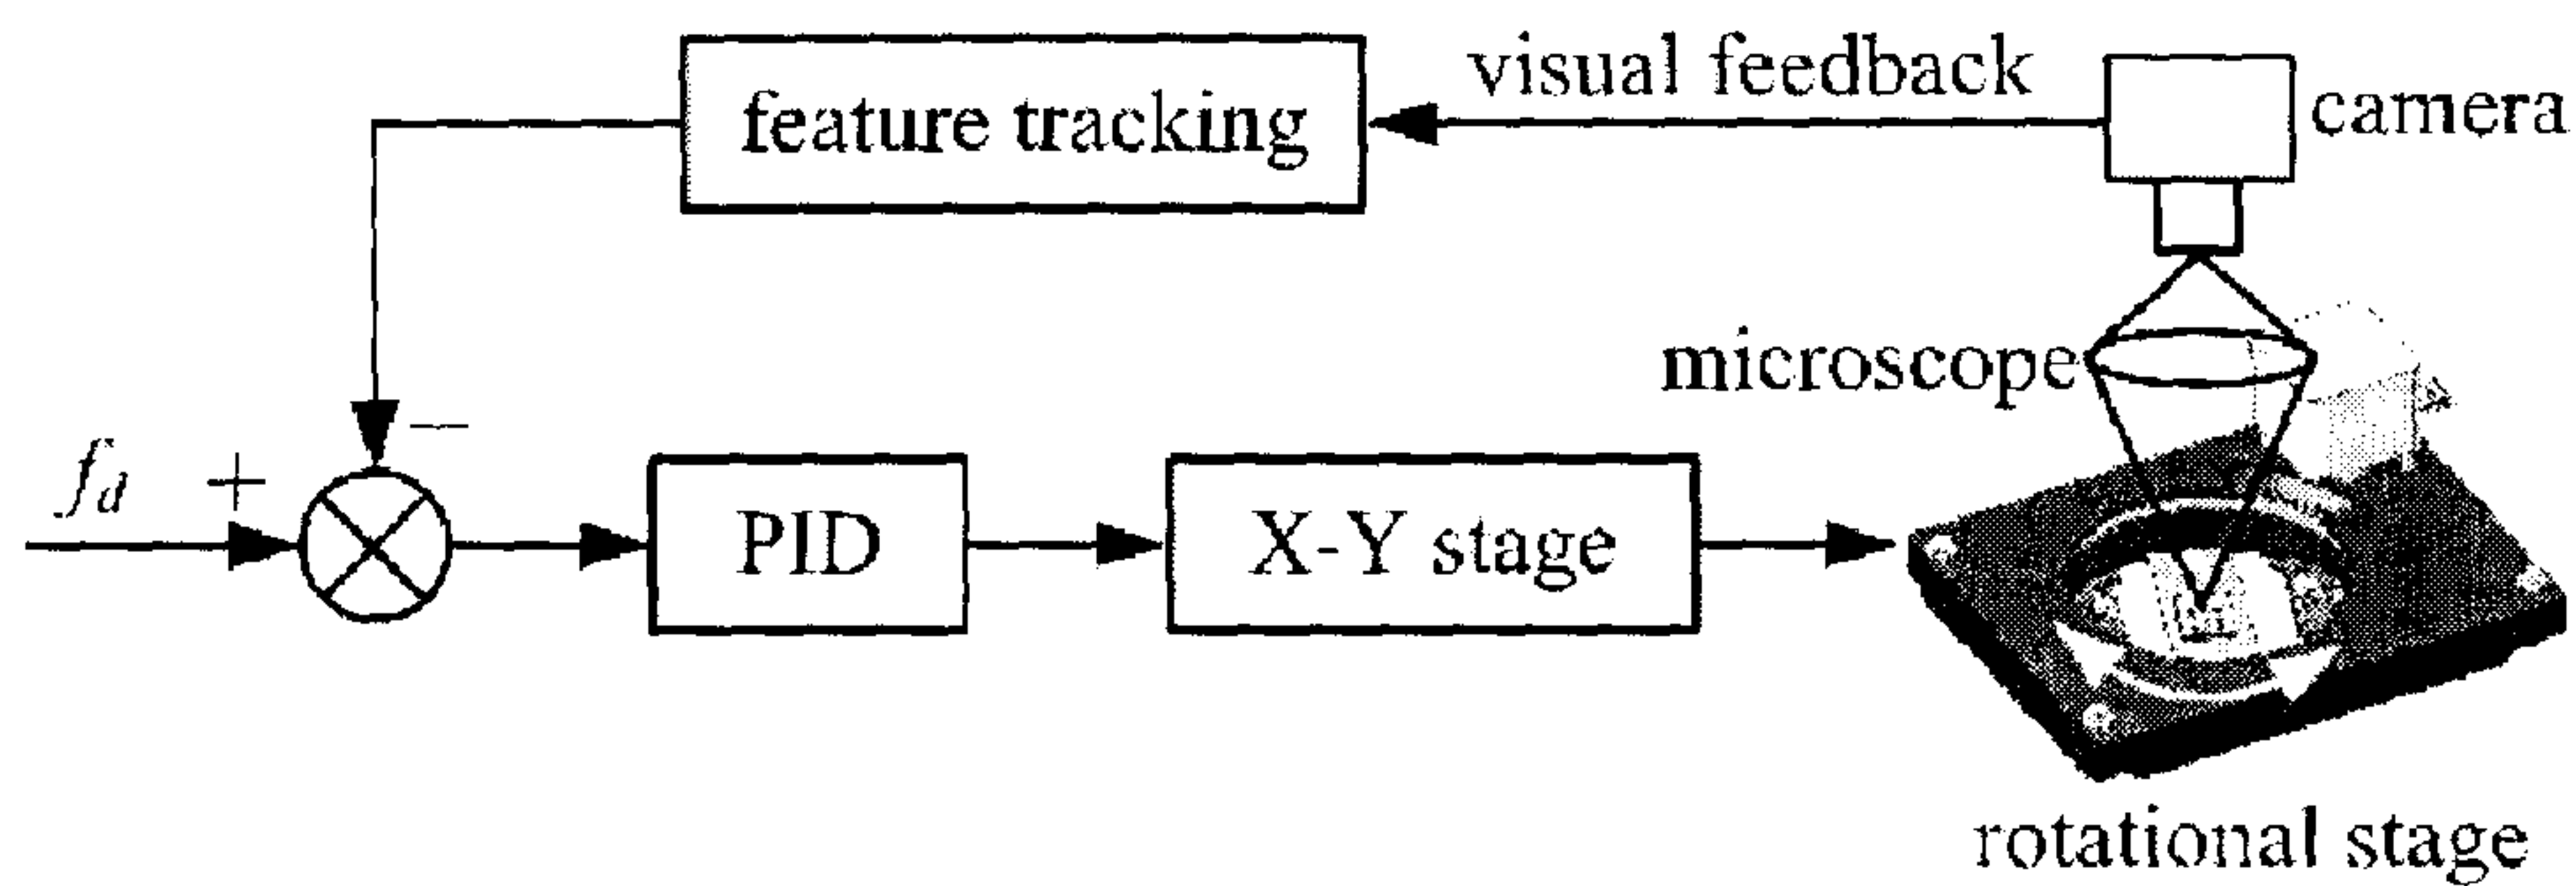 feature tracking
visual feedback
camera
microscope
f_d
+
—
PID
X-Y stage
rotational stage